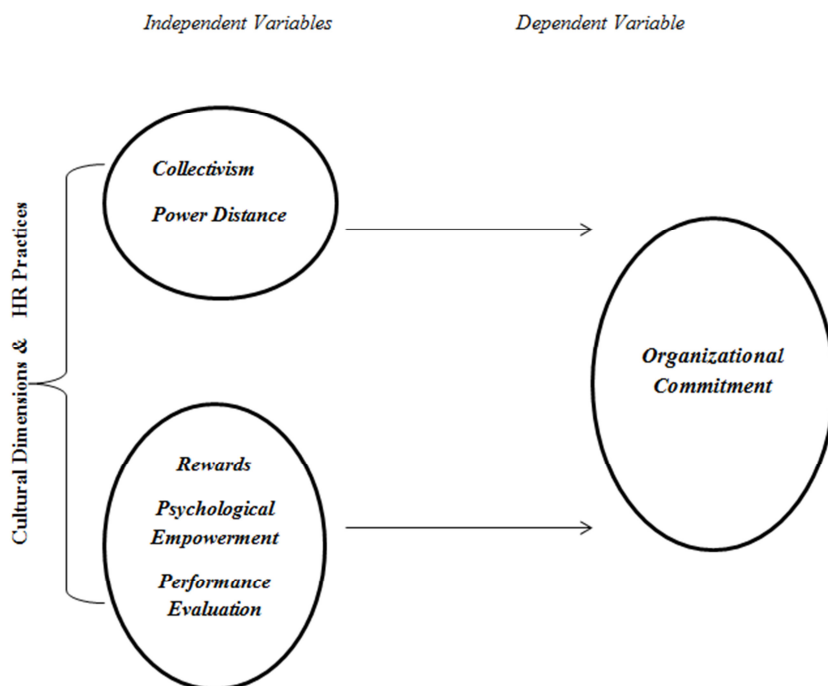 Independent Variables
Dependent Variable
Cultural Dimensions & HR Practices
Collectivism
Power Distance
Rewards
Psychological
Empowerment
Performance
Evaluation
Organizational
Commitment